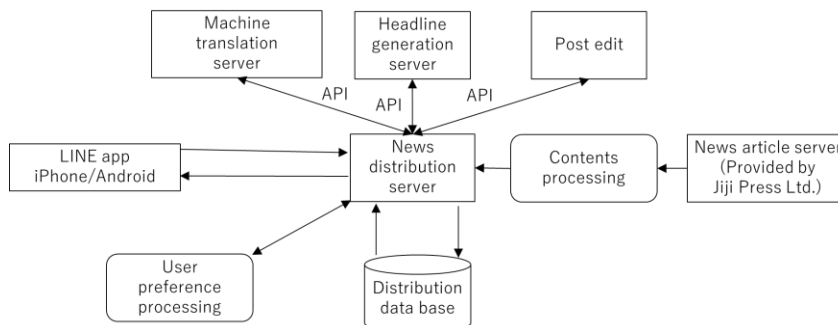 Machine
translation
server
Headline
generation
server
Post edit
API
API
API
LINE app
iPhone/Android
News
distribution
server
Contents
processing
News article server
(Provided by
Jiji Press Ltd.)
User
preference
processing
Distribution
data base